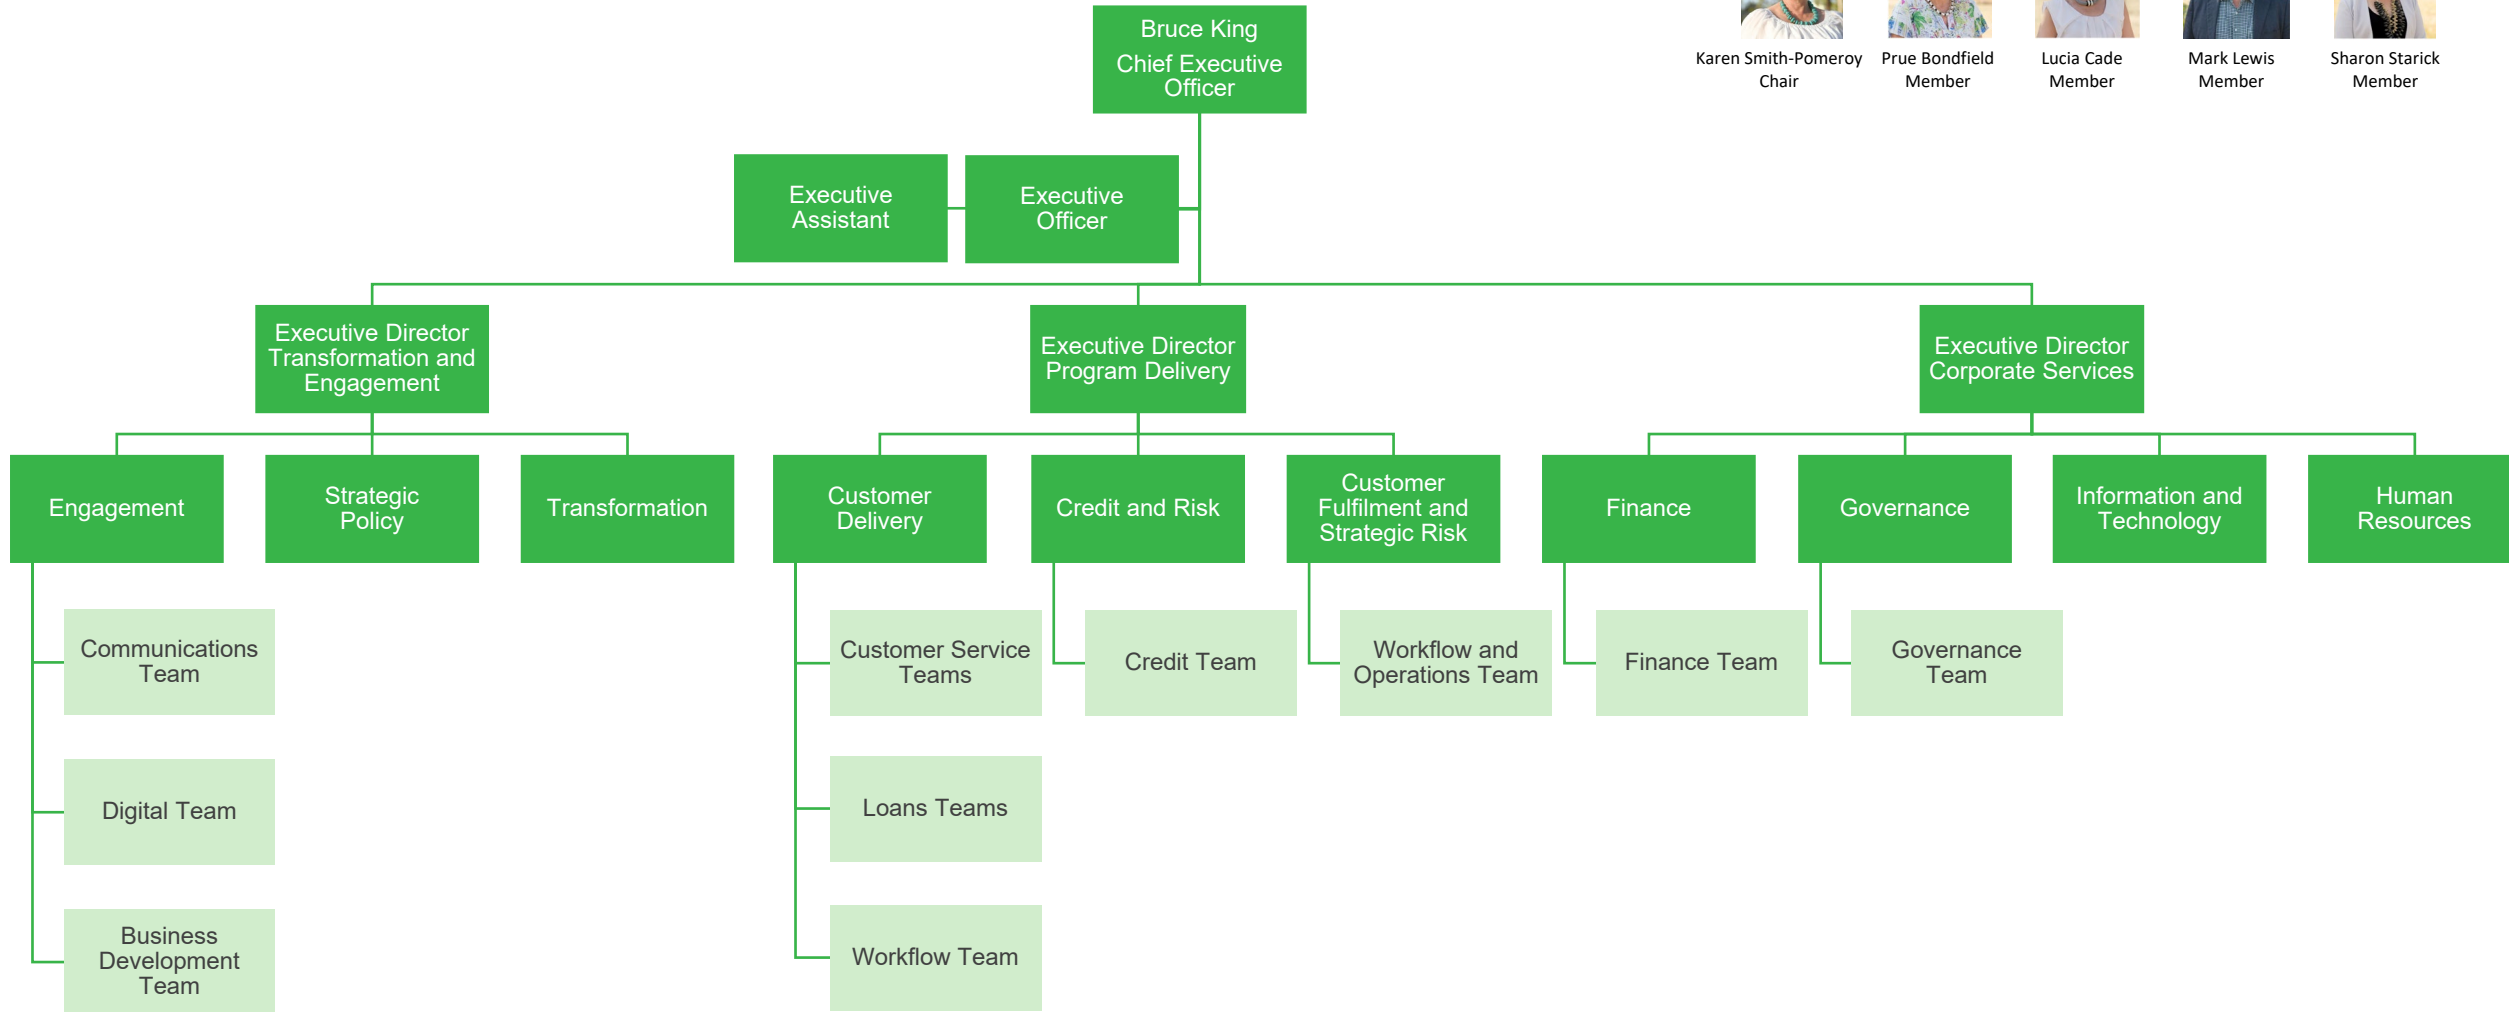 Bruce King
Chief Executive
Officer
Karen Smith-Pomeroy
Chair
Prue Bondfield
Member
Lucia Cade
Member
Mark Lewis
Member
Sharon Starick
Member
Executive
Assistant
Executive
Officer
Executive Director
Transformation and
Engagement
Executive Director
Program Delivery
Executive Director
Corporate Services
Engagement
Strategic
Policy
Transformation
Customer
Delivery
Credit and Risk
Customer
Fulfilment and
Strategic Risk
Finance
Governance
Information and
Technology
Human
Resources
Communications
Team
Customer Service
Teams
Credit Team
Workflow and
Operations Team
Finance Team
Governance
Team
Digital Team
Loans Teams
Business
Development
Team
Workflow Team